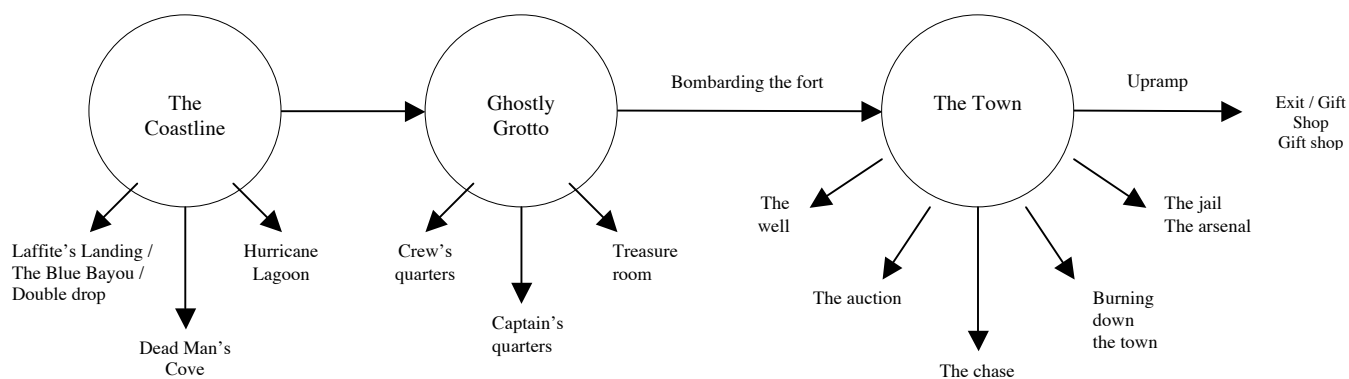 The
Coastline
Ghostly
Grotto
Bombarding the fort
The Town
Upramp
Exit / Gift
Shop
Gift shop
Laffite's Landing /
The Blue Bayou /
Double drop
Hurricane
Lagoon
Dead Man's
Cove
Crew's
quarters
Captain's
quarters
Treasure
room
The
well
The auction
The chase
Burning
down
the town
The jail
The arsenal